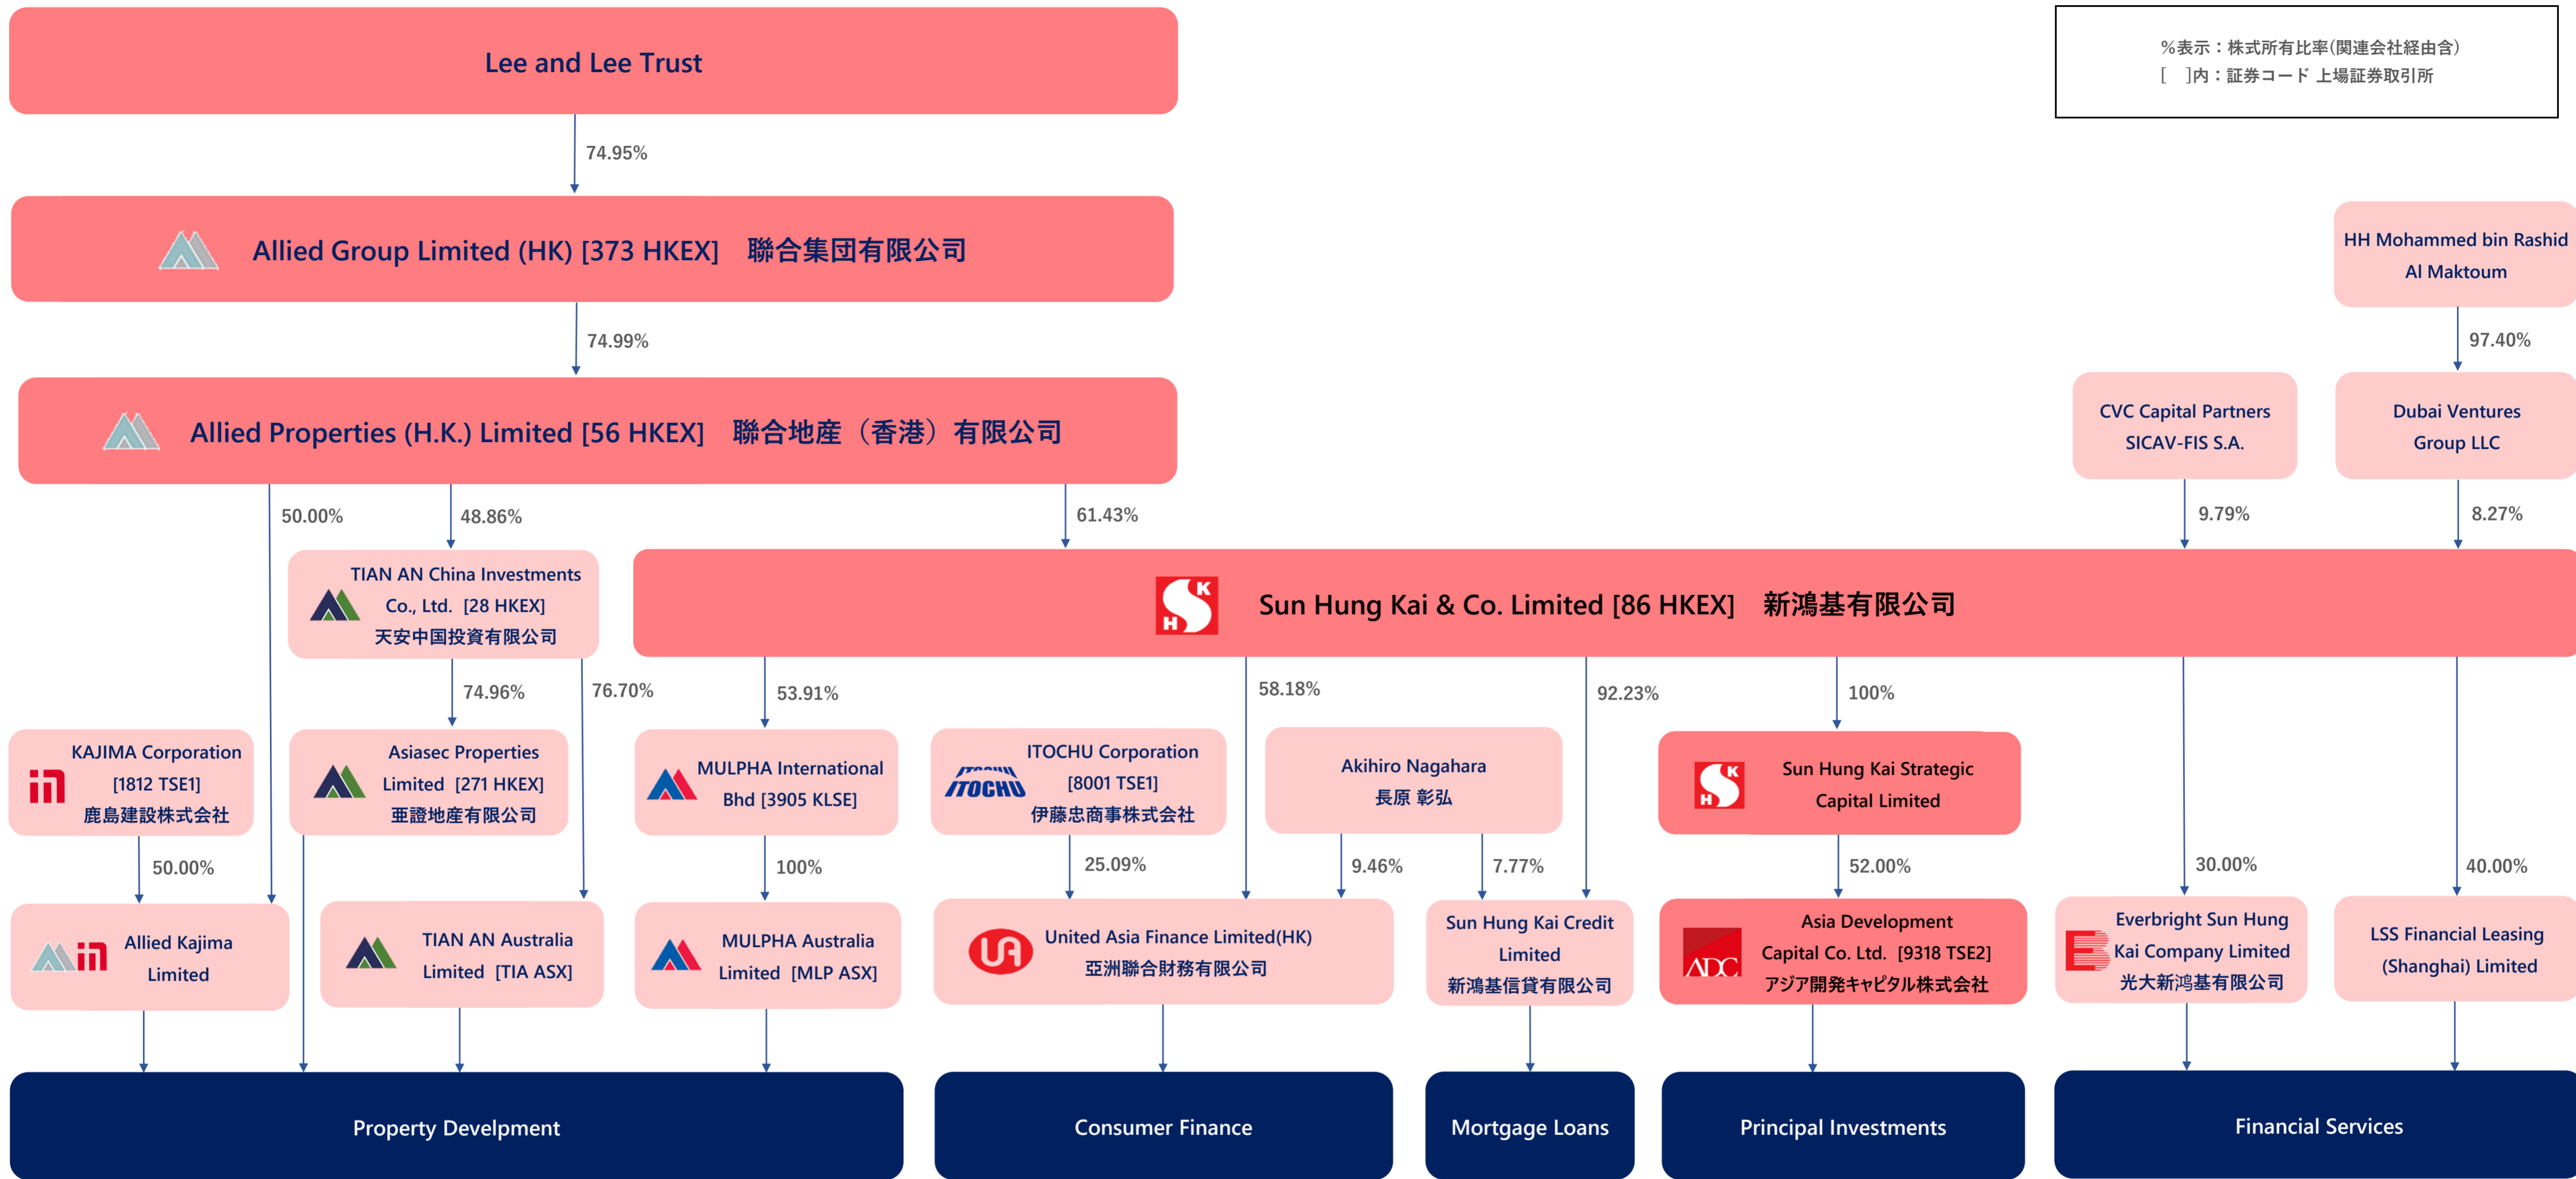 Lee and Lee Trust
%表示：株式所有比率(関連会社経由含)
[　]内：証券コード 上場証券取引所
74.95%
Allied Group Limited (HK) [373 HKEX]　聯合集団有限公司
HH Mohammed bin Rashid
Al Maktoum
74.99%
97.40%
Allied Properties (H.K.) Limited [56 HKEX]　聯合地産（香港）有限公司
CVC Capital Partners
SICAV-FIS S.A.
Dubai Ventures
Group LLC
50.00%
48.86%
61.43%
9.79%
8.27%
TIAN AN China Investments
Co., Ltd. [28 HKEX]
天安中国投資有限公司
S
K
H
Sun Hung Kai & Co. Limited [86 HKEX]　新鴻基有限公司
74.96%
76.70%
53.91%
58.18%
92.23%
100%
KAJIMA Corporation
[1812 TSE1]
鹿島建設株式会社
Asiasec Properties
Limited [271 HKEX]
亜證地産有限公司
MULPHA International
Bhd [3905 KLSE]
ITOCHU
ITOCHU Corporation
[8001 TSE1]
伊藤忠商事株式会社
Akihiro Nagahara
長原 彰弘
S
K
H
Sun Hung Kai Strategic
Capital Limited
50.00%
100%
25.09%
9.46%
7.77%
52.00%
30.00%
40.00%
Allied Kajima
Limited
TIAN AN Australia
Limited [TIA ASX]
MULPHA Australia
Limited [MLP ASX]
UA
United Asia Finance Limited(HK)
亞洲聯合財務有限公司
Sun Hung Kai Credit
Limited
新鴻基信貸有限公司
ADC
Asia Development
Capital Co. Ltd. [9318 TSE2]
アジア開発キャピタル株式会社
Everbright Sun Hung
Kai Company Limited
光大新鸿基有限公司
LSS Financial Leasing
(Shanghai) Limited
Property Develpment
Consumer Finance
Mortgage Loans
Principal Investments
Financial Services